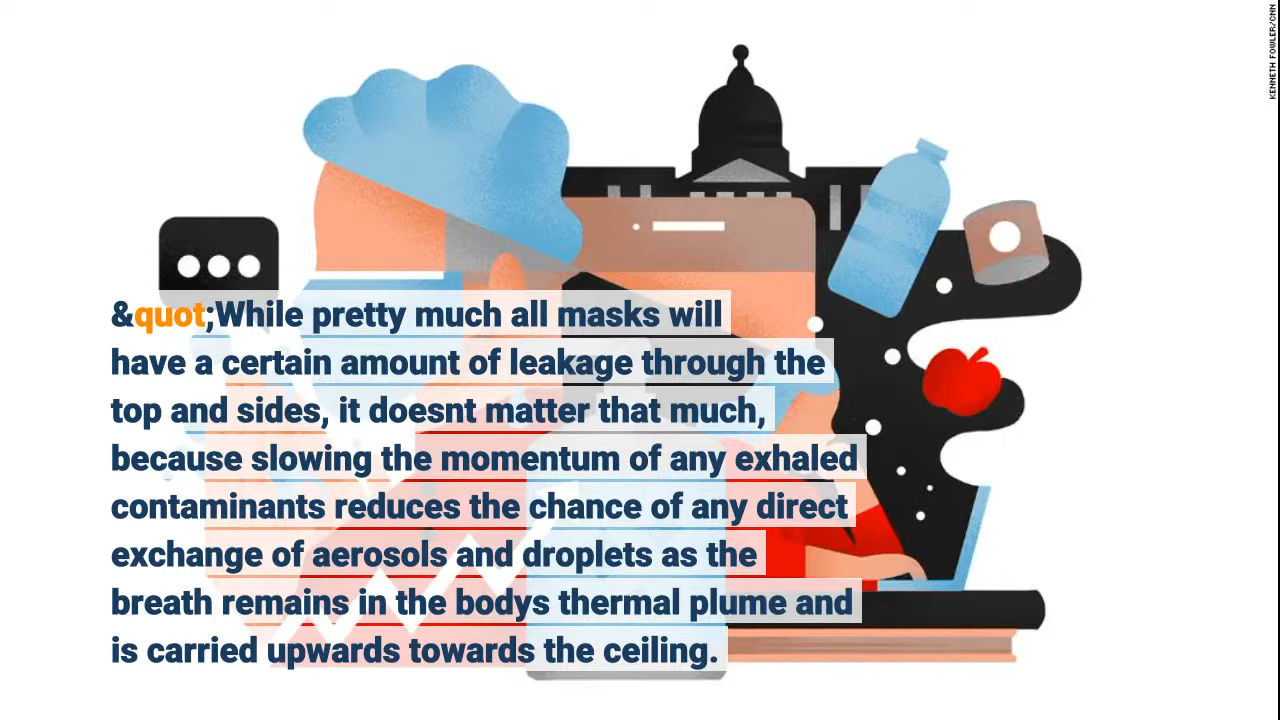 KENNETH FOWLER/CNN
&quot;While pretty much all masks will
have a certain amount of leakage through the
top and sides, it doesnt matter that much,
because slowing the momentum of any exhaled
contaminants reduces the chance of any direct
exchange of aerosols and droplets as the
breath remains in the bodys thermal plume and
is carried upwards towards the ceiling.